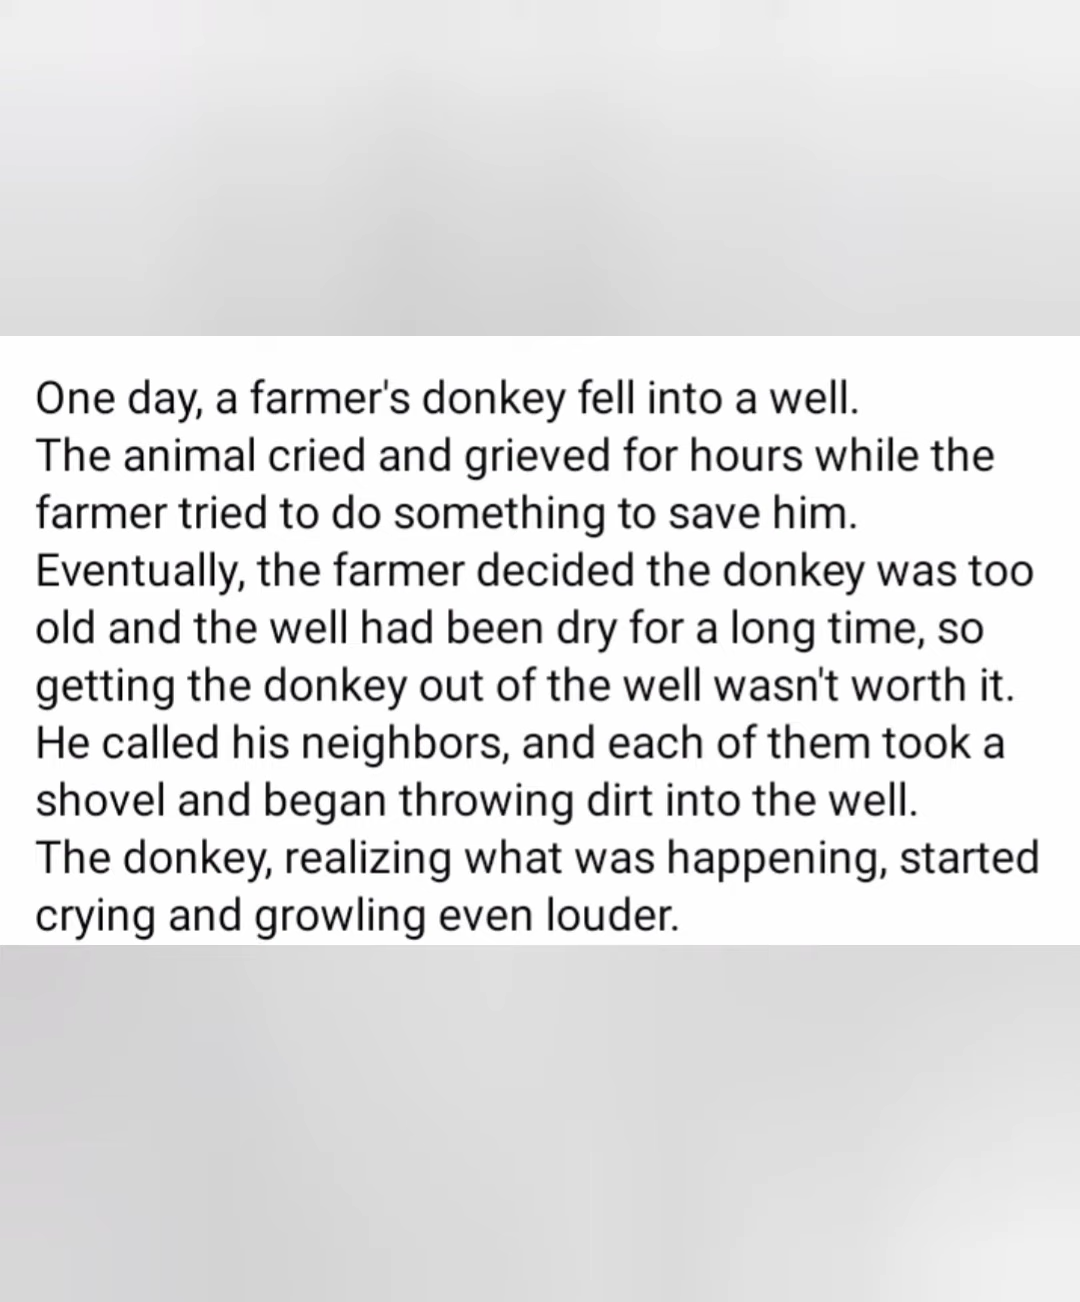 One day, a farmer's donkey fell into a well.
The animal cried and grieved for hours while the
farmer tried to do something to save him.
Eventually, the farmer decided the donkey was too
old and the well had been dry for a long time, so
getting the donkey out of the well wasn't worth it.
He called his neighbors, and each of them took a
shovel and began throwing dirt into the well.
The donkey, realizing what was happening, started
crying and growling even louder.